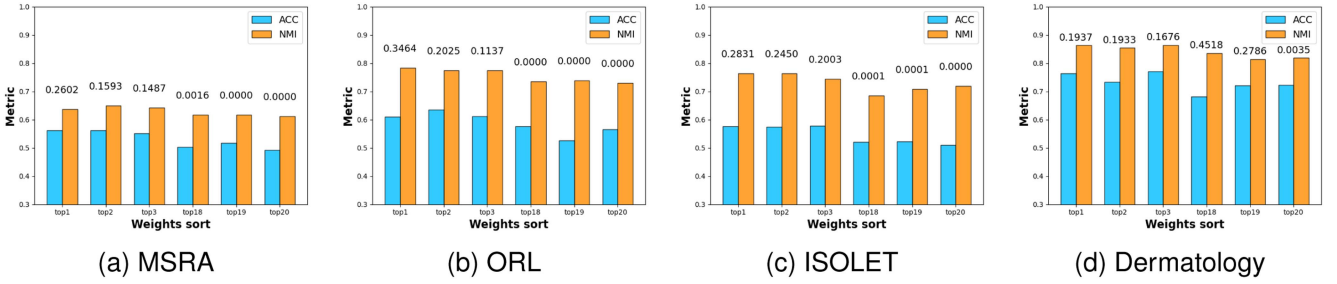 1.0
0.9
0.8
0.7
0.6
0.5
0.4
0.3
Metric
ACC
NMI
0.2602
0.1593
0.1487
0.0016
0.0000
0.0000
top1
top2
top3
top18
top19
top20
Weights sort
(a) MSRA
1.0
0.9
0.8
0.7
0.6
0.5
0.4
0.3
Metric
ACC
NMI
0.3464
0.2025
0.1137
0.0000
0.0000
0.0000
top1
top2
top3
top18
top19
top20
Weights sort
(b) ORL
1.0
0.9
0.8
0.7
0.6
0.5
0.4
0.3
Metric
ACC
NMI
0.2831
0.2450
0.2003
0.0001
0.0001
0.0000
top1
top2
top3
top18
top19
top20
Weights sort
(c) ISOLET
1.0
0.9
0.8
0.7
0.6
0.5
0.4
0.3
Metric
ACC
NMI
0.1937
0.1933
0.1676
0.4518
0.2786
0.0035
top1
top2
top3
top18
top19
top20
Weights sort
(d) Dermatology